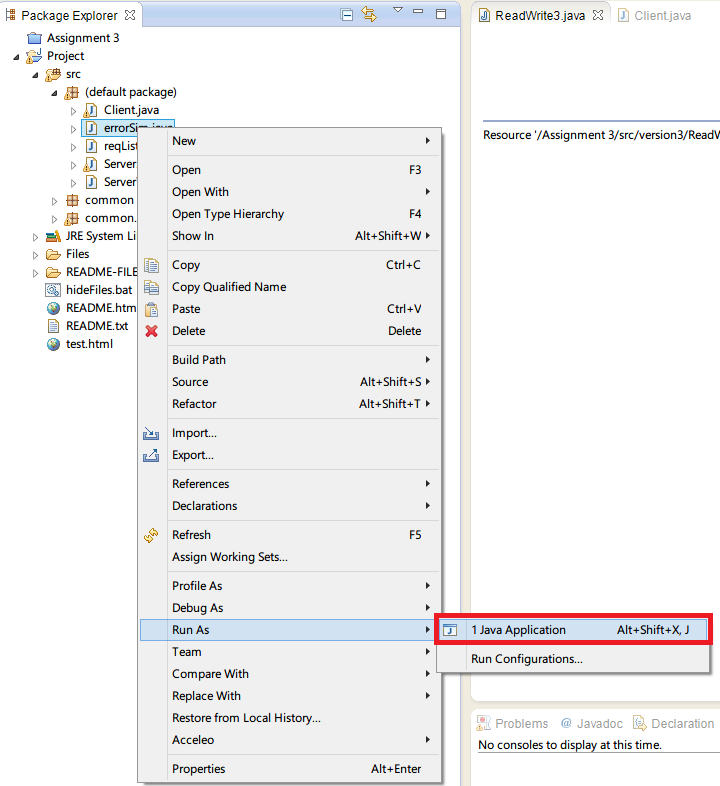 Package Explorer
ReadWrite3.java
Client.java
Assignment 3
Project
src
(default package)
Client.java
errorSim.java
reqList
Server
Server
common
common.
JRE System Li
Files
README-FILE
hideFiles.bat
README.htm
README.txt
test.html
Resource '/Assignment 3/src/version3/ReadW
New
Open F3
Open With
Open Type Hierarchy F4
Show In Alt+Shift+W
Copy Ctrl+C
Copy Qualified Name
Paste Ctrl+V
Delete Delete
Build Path
Source Alt+Shift+S
Refactor Alt+Shift+T
Import...
Export...
References
Declarations
Refresh F5
Assign Working Sets...
Profile As
Debug As
Run As
Team
Compare With
Replace With
Restore from Local History...
Acceleo
Properties Alt+Enter
1 Java Application Alt+Shift+X, J
Run Configurations...
Problems @ Javadoc Declaration
No consoles to display at this time.